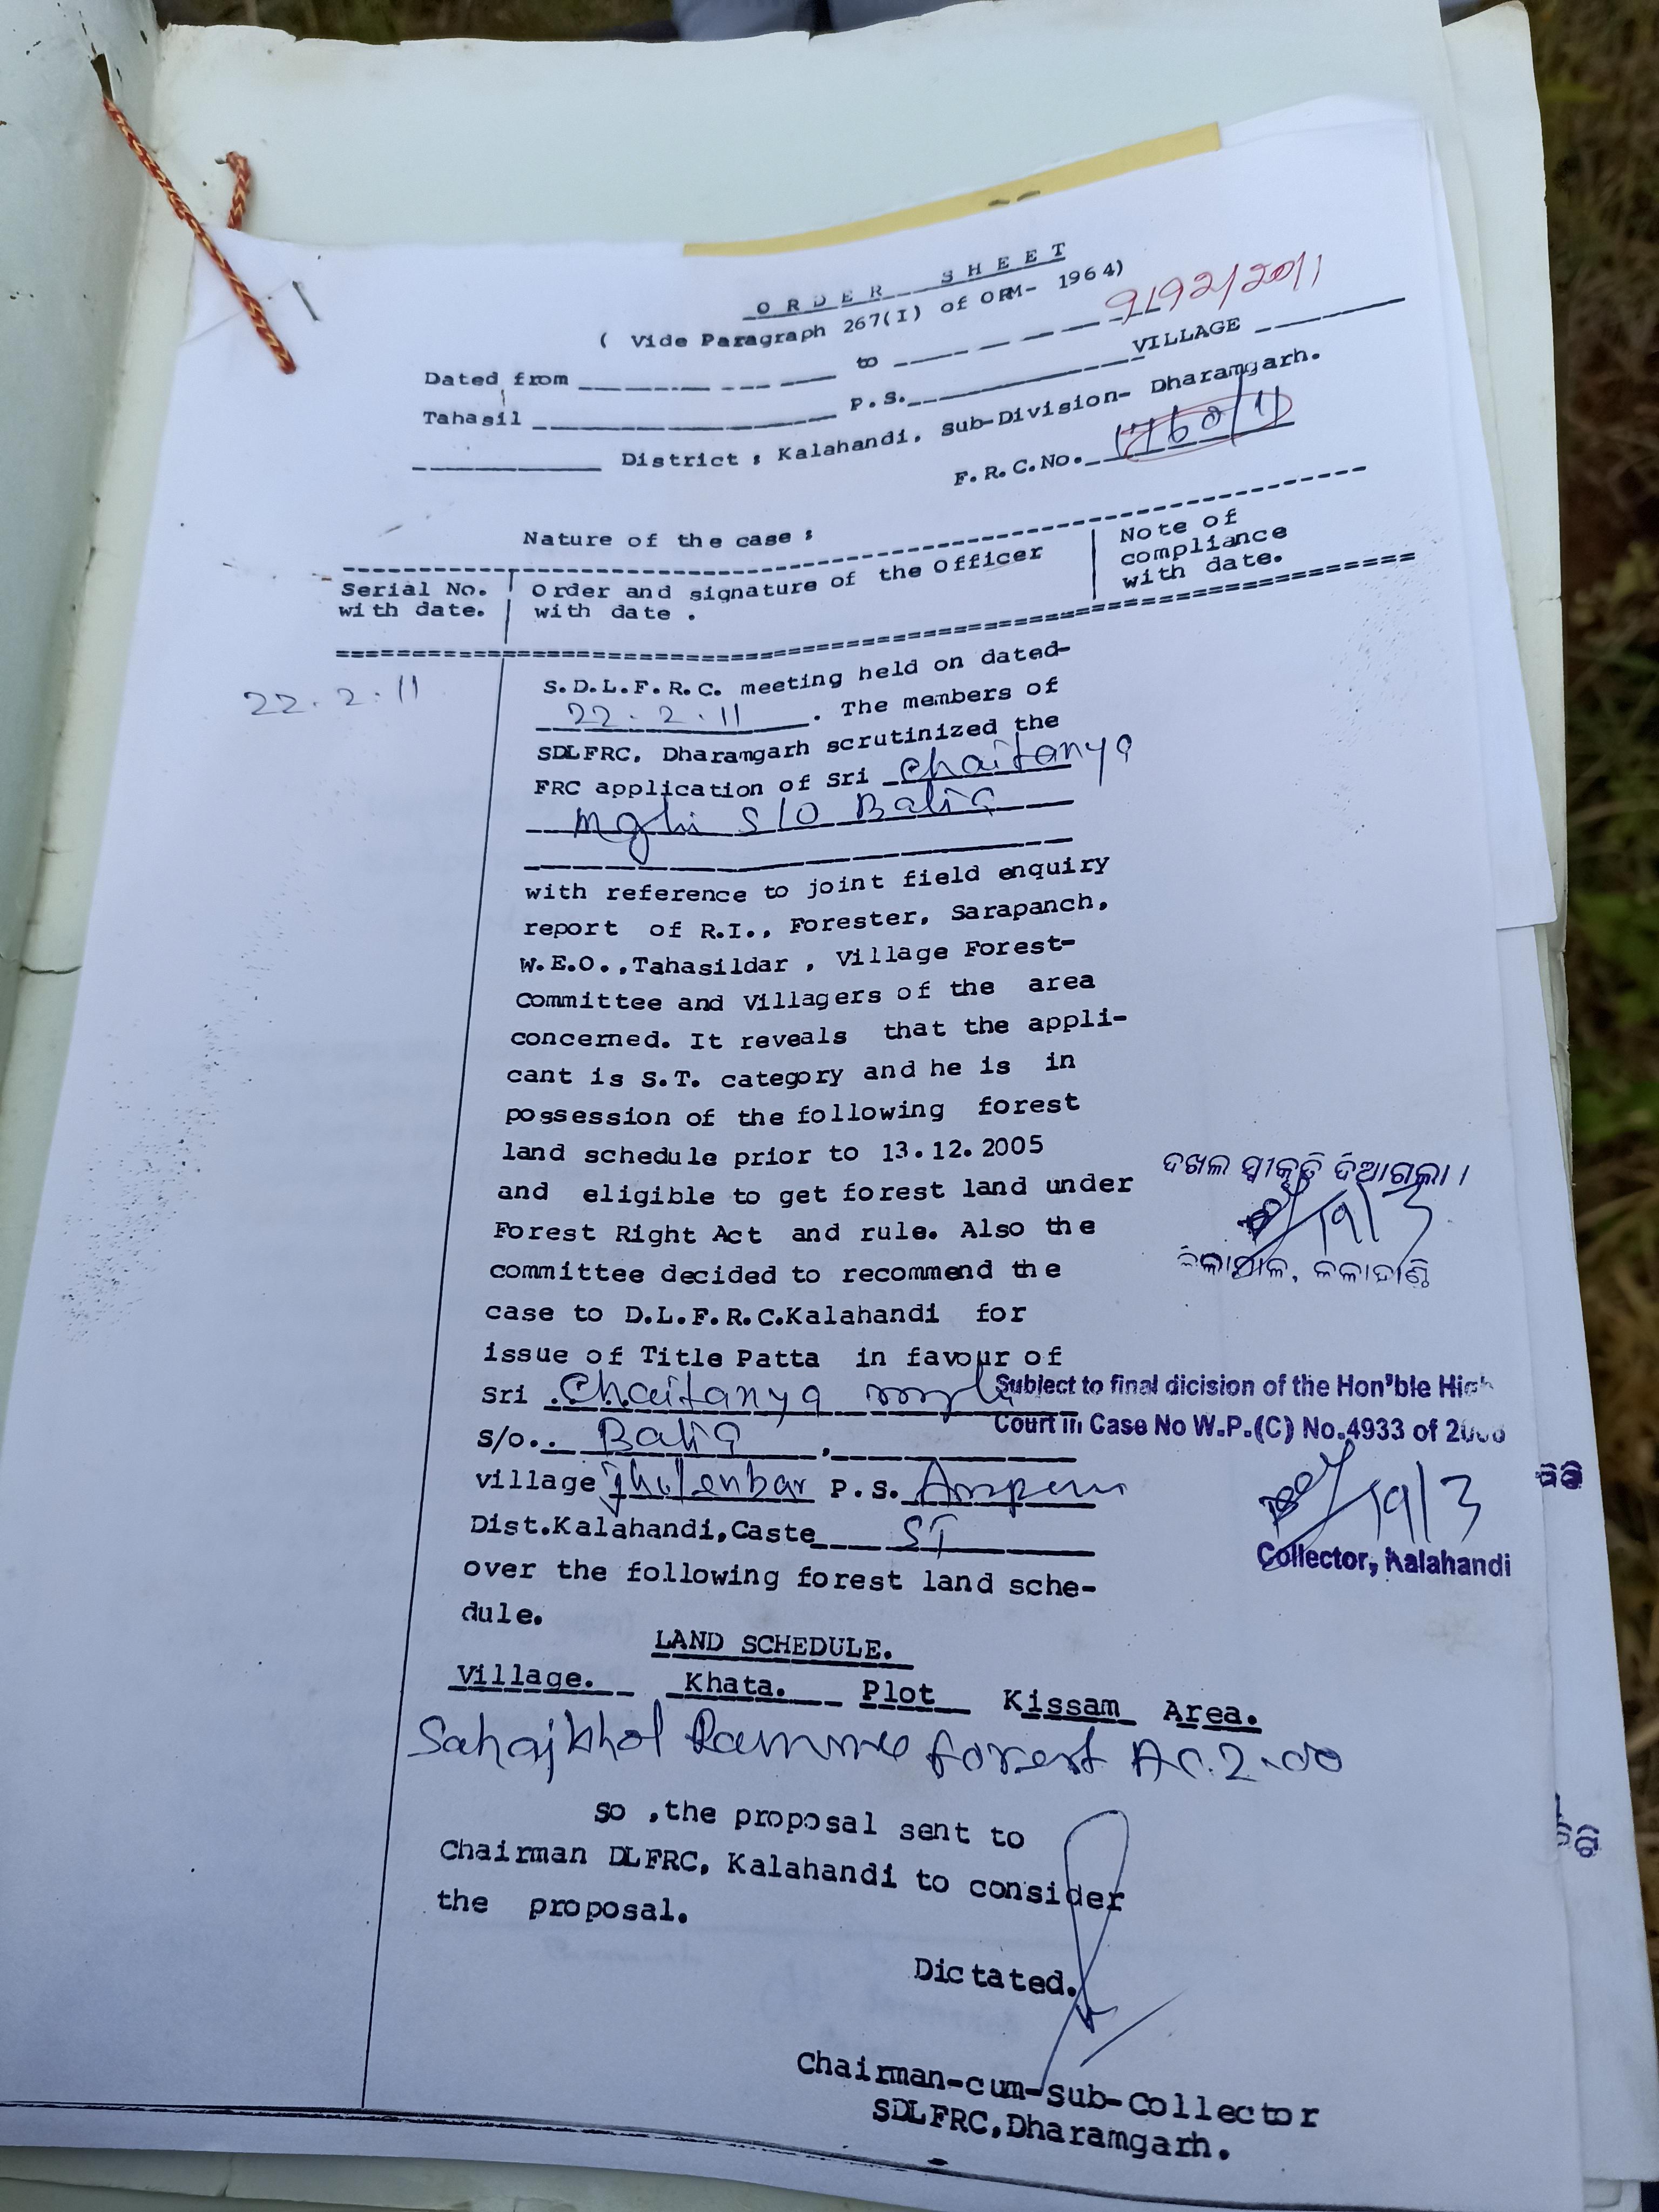 ORDER SHEET
( Vide Paragraph 267(I) of ORM- 1964)
9192/2011
Dated from to
Tahasil P.S. VILLAGE
District : Kalahandi, Sub-Division- Dharamgarh.
F.R.C.No. 1760/11
Nature of the case :
Serial No. with date.
Order and signature of the Officer with date .
Note of compliance with date.
22.2.11
S.D.L.F.R.C. meeting held on dated-
22.2.11 . The members of
SDLFRC, Dharamgarh scrutinized the
FRC application of Sri Chaitanya
Majhi S/O Balia
with reference to joint field enquiry
report of R.I., Forester, Sarapanch,
W.E.O.,Tahasildar , Village Forest-
Committee and Villagers of the area
concerned. It reveals that the appli-
cant is S.T. category and he is in
possession of the following forest
land schedule prior to 13.12.2005
and eligible to get forest land under
Forest Right Act and rule. Also the
committee decided to recommend the
case to D.L.F.R.C.Kalahandi for
issue of Title Patta in favour of
Sri .Chaitanya Majhi
S/o.. Balia ,
village P.S.
Dist.Kalahandi,Caste ST
over the following forest land sche-
dule.
ଦଖଲ ସ୍ୱୀକୃତି ଦିଆଗଲା ।
19/3
ଜିଲାପାଳ, କଳାହାଣ୍ଡି
Subject to final dicision of the Hon'ble High
Court in Case No W.P.(C) No.4933 of
19/3
Collector, Kalahandi
LAND SCHEDULE.
Village. Khata. Plot Kissam Area.
Sahajkhol forest AC.2.00
so ,the proposal sent to
Chairman DLFRC, Kalahandi to consider
the proposal.
Dictated.
Chairman-cum-Sub-Collector
SDLFRC,Dharamgarh.